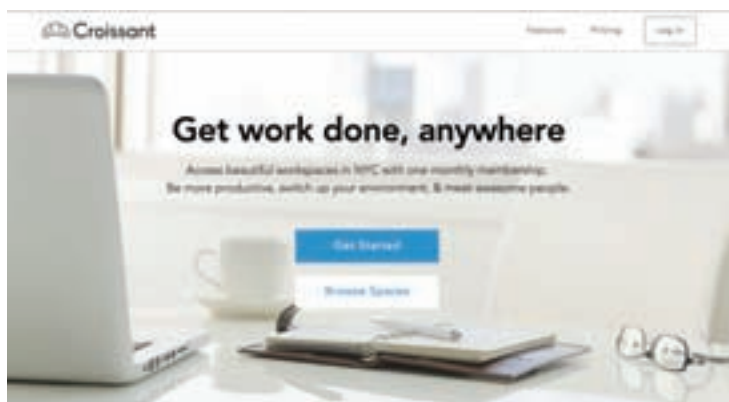 Croissant
Features Pricing Log In
Get work done, anywhere
Access beautiful workspaces in NYC with one monthly membership.
Be more productive, switch up your environment, & meet awesome people.
Get Started
Browse Spaces